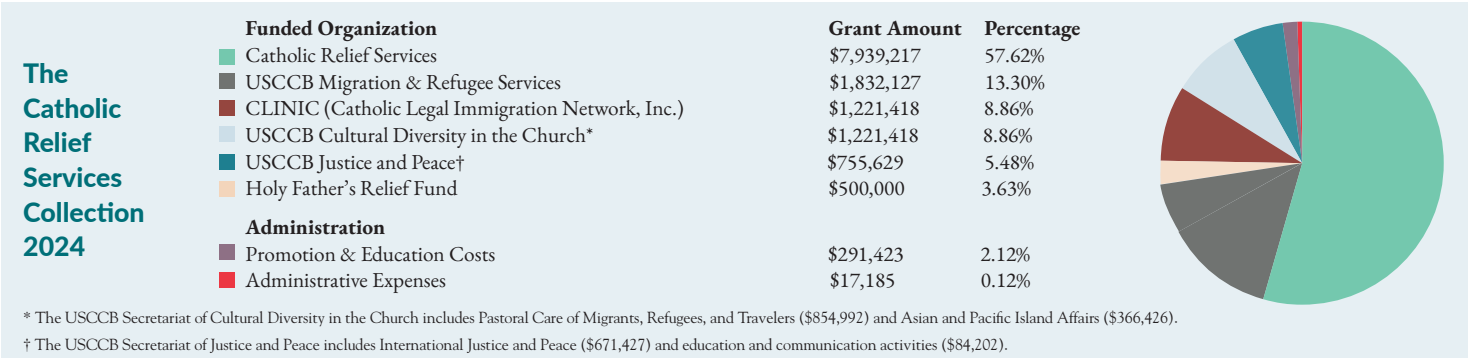 The
Catholic
Relief
Services
Collection
2024
Funded Organization Grant Amount Percentage
Catholic Relief Services $7,939,217 57.62%
USCCB Migration & Refugee Services $1,832,127 13.30%
CLINIC (Catholic Legal Immigration Network, Inc.) $1,221,418 8.86%
USCCB Cultural Diversity in the Church* $1,221,418 8.86%
USCCB Justice and Peace† $755,629 5.48%
Holy Father’s Relief Fund $500,000 3.63%
Administration
Promotion & Education Costs $291,423 2.12%
Administrative Expenses $17,185 0.12%
* The USCCB Secretariat of Cultural Diversity in the Church includes Pastoral Care of Migrants, Refugees, and Travelers ($854,992) and Asian and Pacific Island Affairs ($366,426).
† The USCCB Secretariat of Justice and Peace includes International Justice and Peace ($671,427) and education and communication activities ($84,202).